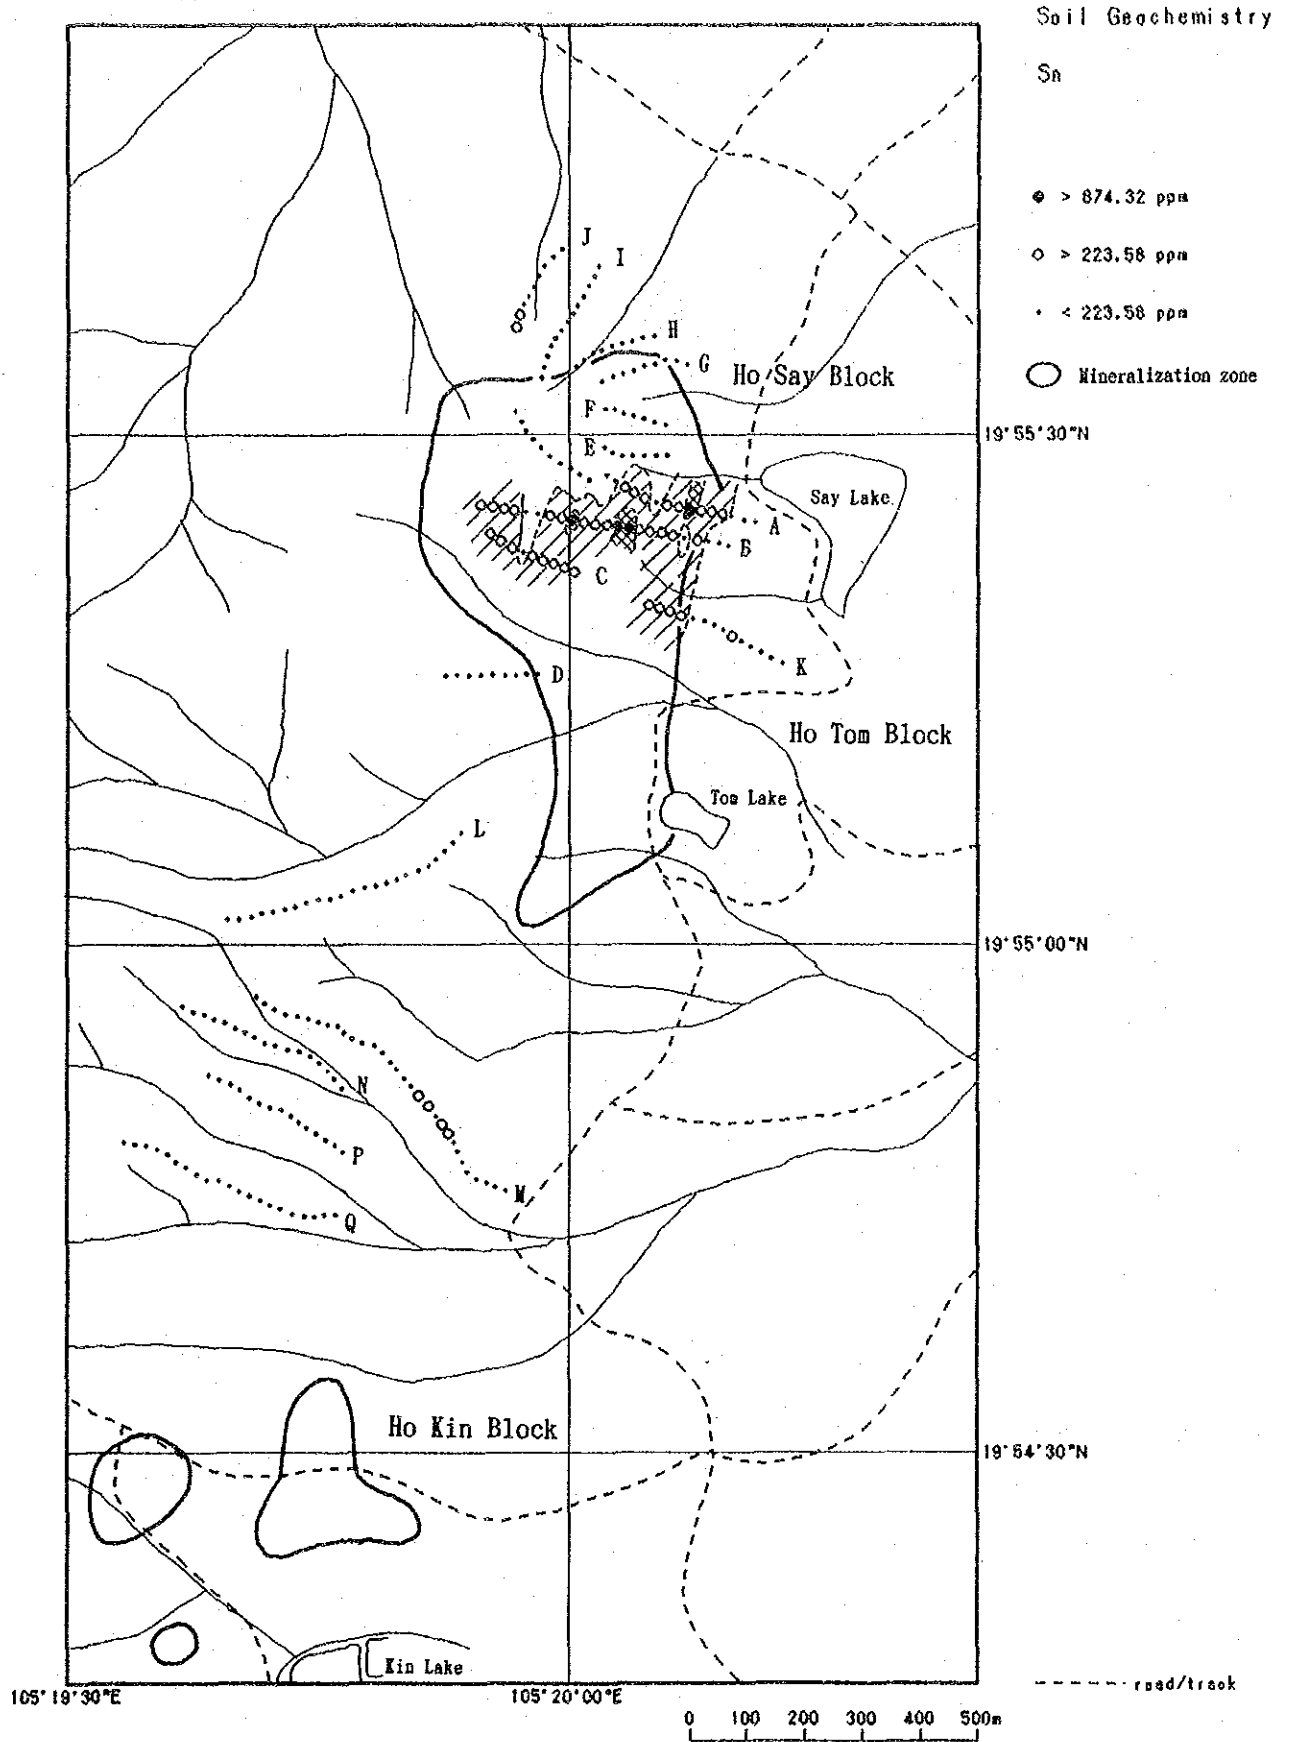 Soil Geochemistry
Sn
> 874.32 ppm
> 223.58 ppm
< 223.58 ppm
Mineralization zone
J
I
H
G
Ho Say Block
F
19°55'30"N
E
Say Lake
A
B
C
K
D
Ho Tom Block
Tom Lake
L
19°55'00"N
N
P
M
Q
Ho Kin Block
19°54'30"N
Kin Lake
road/track
105°19'30"E
105°20'00"E
0 100 200 300 400 500m